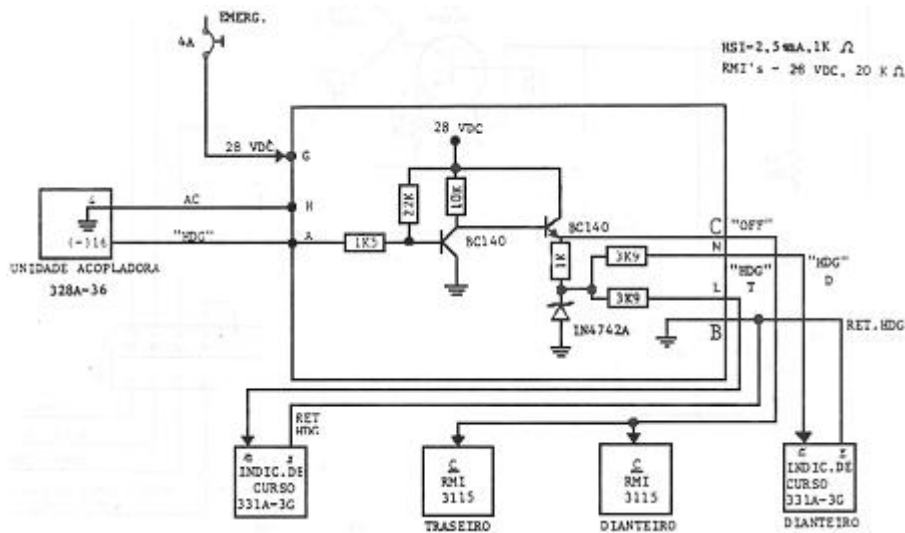 EMERG.
4A
HSI=2,5mA,1K Ω
RMI's - 28 VDC, 20 K Ω
28 VDC
28 VDC
G
4
AC
H
22K
10K
BC140
C
"OFF"
(-)16
"HDG"
A
1K5
BC140
1K
3K9
N
"HDG"
D
"HDG"
T
UNIDADE ACOPLADORA
328A-36
3K9
L
1N4742A
B
RET.HDG
RET
HDG
INDIC.DE
CURSO
331A-3G
C
RMI
3115
TRASEIRO
C
RMI
3115
DIANTEIRO
INDIC.DE
CURSO
331A-3G
DIANTEIRO